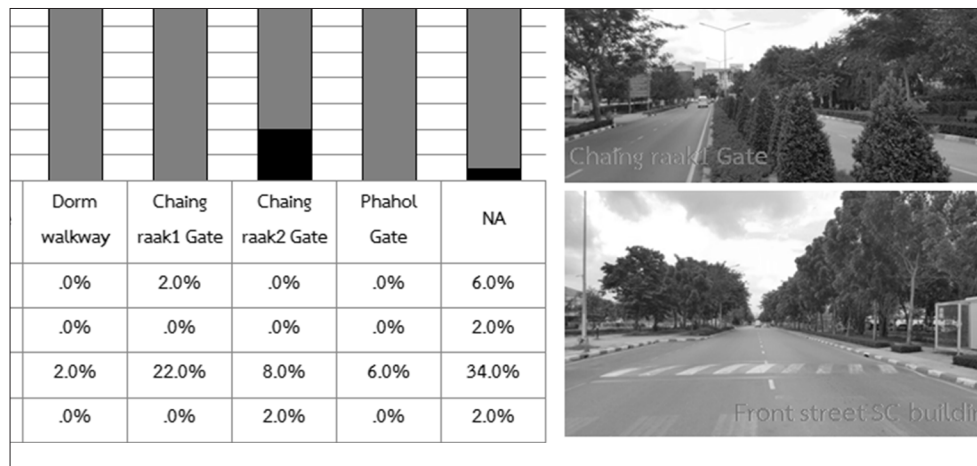 Dorm walkway
Chaing raak1 Gate
Chaing raak2 Gate
Phahol Gate
NA
.0% 2.0% .0% .0% 6.0%
.0% .0% .0% .0% 2.0%
2.0% 22.0% 8.0% 6.0% 34.0%
.0% .0% 2.0% .0% 2.0%
Chaing raak1 Gate
Front street SC